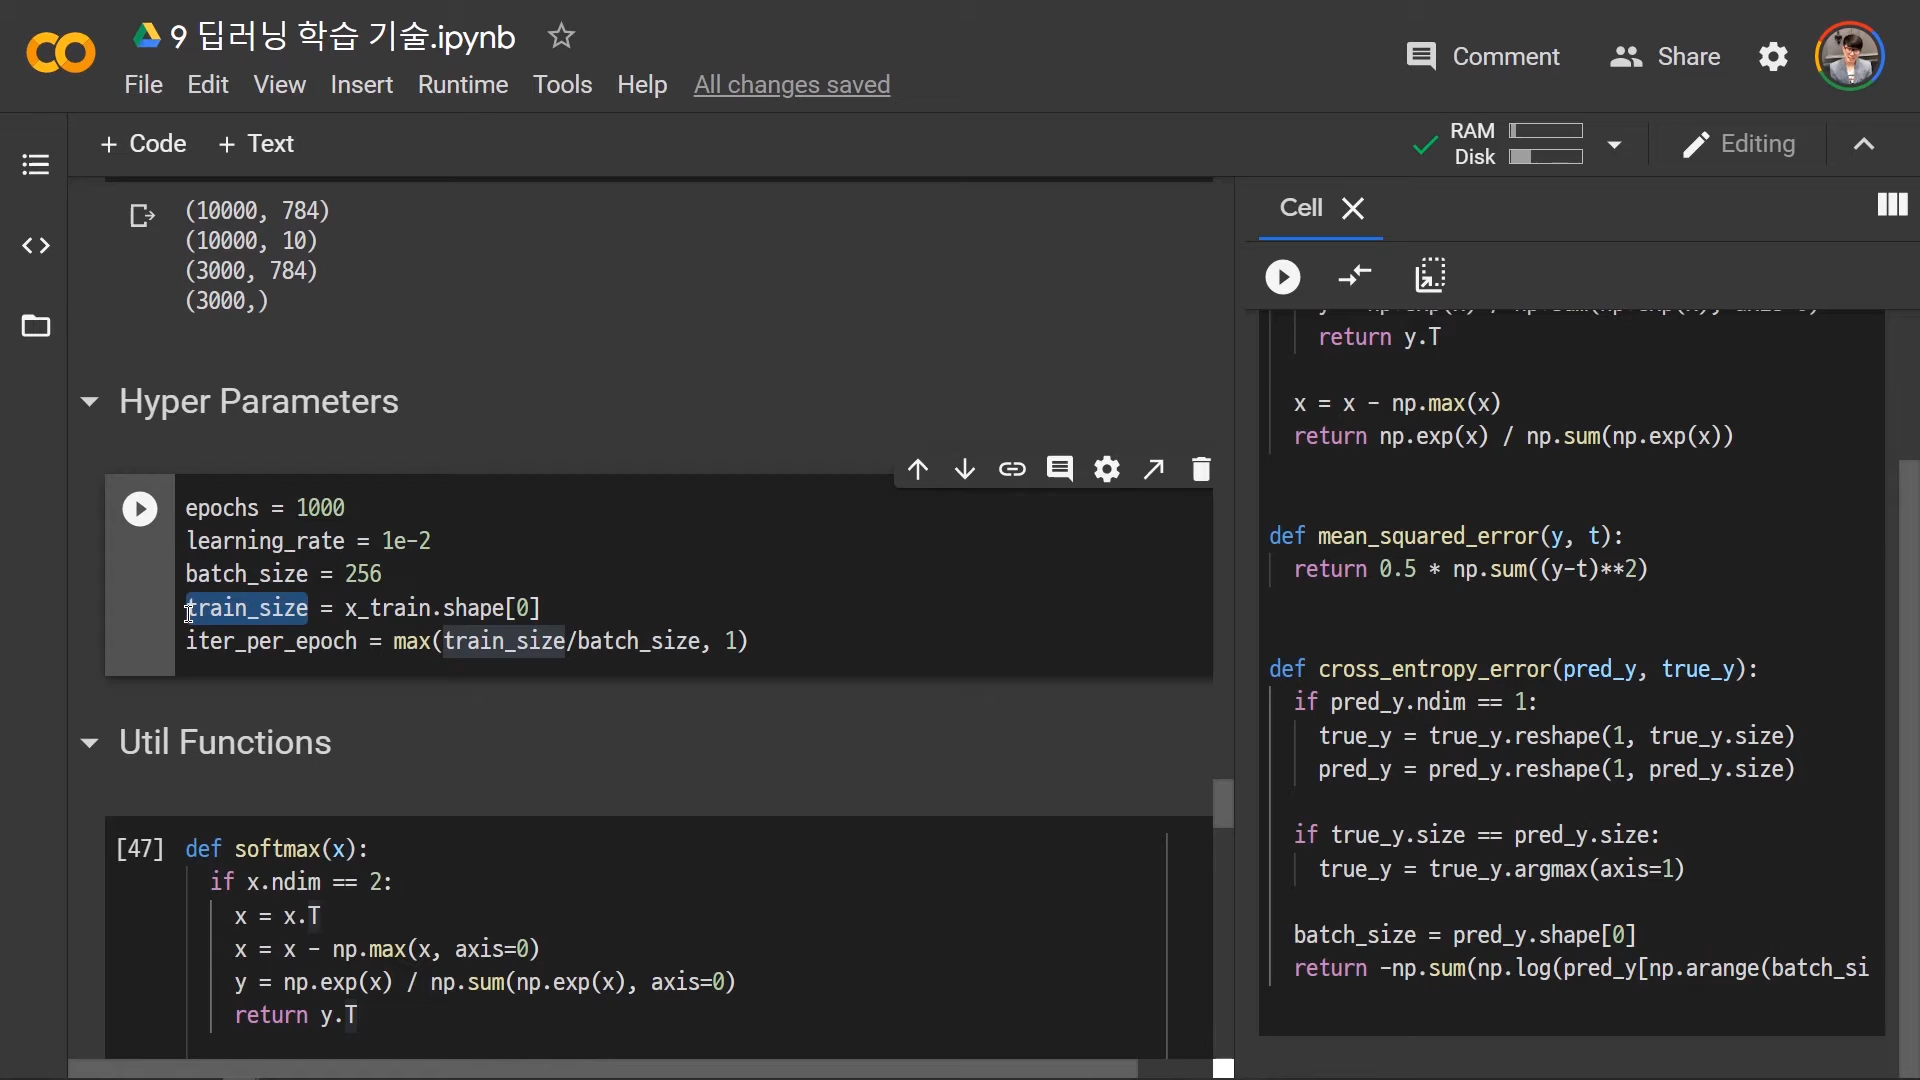 9 딥러닝 학습 기술.ipynb
Comment
Share
File Edit View Insert Runtime Tools Help All changes saved
+ Code + Text
RAM
Disk
Editing
(10000, 784)
(10000, 10)
(3000, 784)
(3000,)
Hyper Parameters
epochs = 1000
learning_rate = 1e-2
batch_size = 256
train_size = x_train.shape[0]
iter_per_epoch = max(train_size/batch_size, 1)
Util Functions
[47] def softmax(x):
if x.ndim == 2:
x = x.T
x = x - np.max(x, axis=0)
y = np.exp(x) / np.sum(np.exp(x), axis=0)
return y.T
Cell
return y.T
x = x - np.max(x)
return np.exp(x) / np.sum(np.exp(x))
def mean_squared_error(y, t):
return 0.5 * np.sum((y-t)**2)
def cross_entropy_error(pred_y, true_y):
if pred_y.ndim == 1:
true_y = true_y.reshape(1, true_y.size)
pred_y = pred_y.reshape(1, pred_y.size)
if true_y.size == pred_y.size:
true_y = true_y.argmax(axis=1)
batch_size = pred_y.shape[0]
return -np.sum(np.log(pred_y[np.arange(batch_si